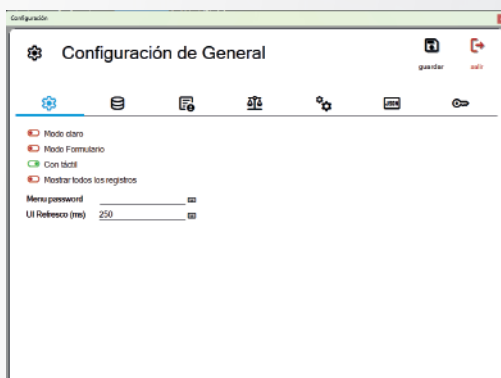 Configuración
Configuración de General
guardar
salir
Modo claro
Modo Formulario
Con táctil
Mostrar todos los registros
Menu password
UI Refresco (ms) 250